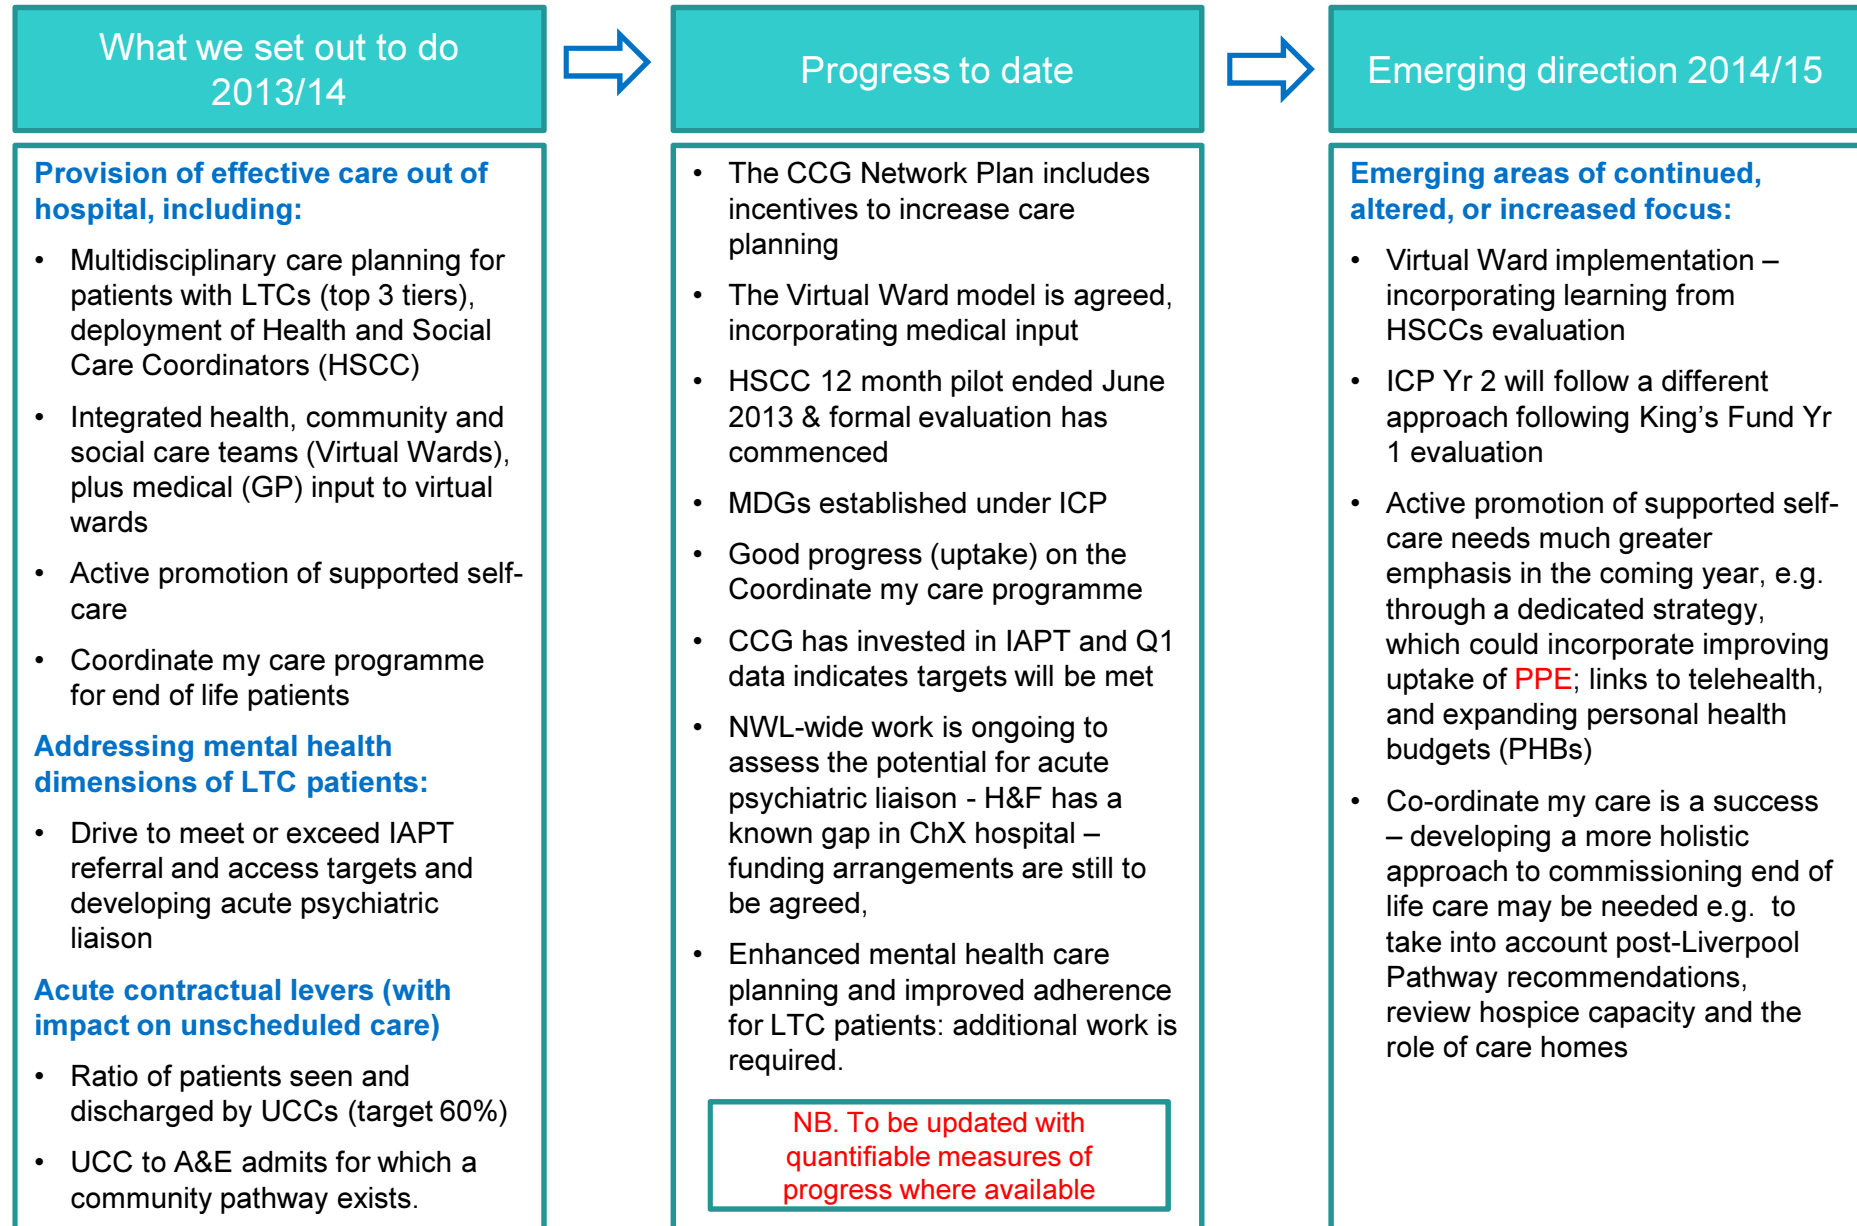 What we set out to do
2013/14
Progress to date
Emerging direction 2014/15
Provision of effective care out of
hospital, including:
• Multidisciplinary care planning for
patients with LTCs (top 3 tiers),
deployment of Health and Social
Care Coordinators (HSCC)
• Integrated health, community and
social care teams (Virtual Wards),
plus medical (GP) input to virtual
wards
• Active promotion of supported self-
care
• Coordinate my care programme
for end of life patients
Addressing mental health
dimensions of LTC patients:
• Drive to meet or exceed IAPT
referral and access targets and
developing acute psychiatric
liaison
Acute contractual levers (with
impact on unscheduled care)
• Ratio of patients seen and
discharged by UCCs (target 60%)
• UCC to A&E admits for which a
community pathway exists.
• The CCG Network Plan includes
incentives to increase care
planning
• The Virtual Ward model is agreed,
incorporating medical input
• HSCC 12 month pilot ended June
2013 & formal evaluation has
commenced
• MDGs established under ICP
• Good progress (uptake) on the
Coordinate my care programme
• CCG has invested in IAPT and Q1
data indicates targets will be met
• NWL-wide work is ongoing to
assess the potential for acute
psychiatric liaison - H&F has a
known gap in ChX hospital –
funding arrangements are still to
be agreed,
• Enhanced mental health care
planning and improved adherence
for LTC patients: additional work is
required.
NB. To be updated with
quantifiable measures of
progress where available
Emerging areas of continued,
altered, or increased focus:
• Virtual Ward implementation –
incorporating learning from
HSCCs evaluation
• ICP Yr 2 will follow a different
approach following King’s Fund Yr
1 evaluation
• Active promotion of supported self-
care needs much greater
emphasis in the coming year, e.g.
through a dedicated strategy,
which could incorporate improving
uptake of PPE; links to telehealth,
and expanding personal health
budgets (PHBs)
• Co-ordinate my care is a success
– developing a more holistic
approach to commissioning end of
life care may be needed e.g. to
take into account post-Liverpool
Pathway recommendations,
review hospice capacity and the
role of care homes